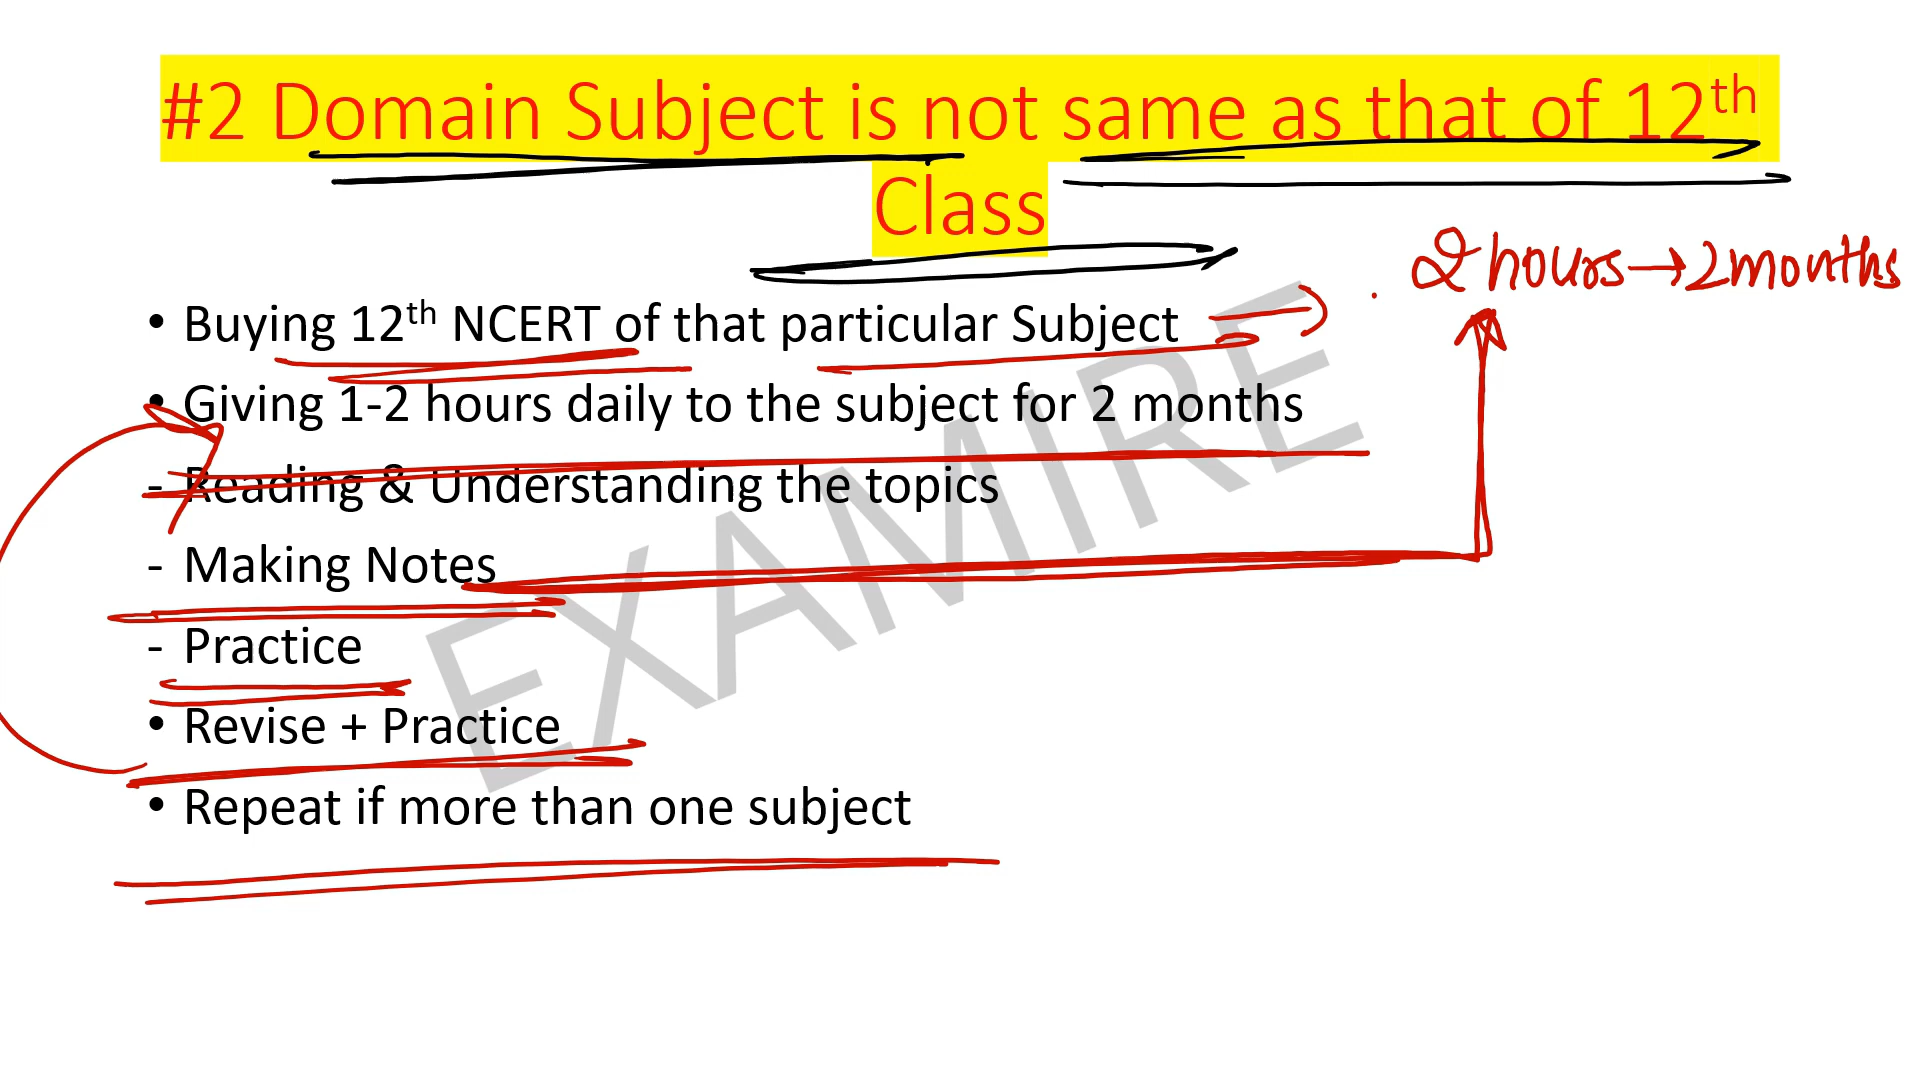 #2 Domain Subject is not same as that of 12th
Class
2 hours → 2 months
• Buying 12th NCERT of that particular Subject
• Giving 1-2 hours daily to the subject for 2 months
- Reading & Understanding the topics
- Making Notes
- Practice
• Revise + Practice
• Repeat if more than one subject
EXAMIRE